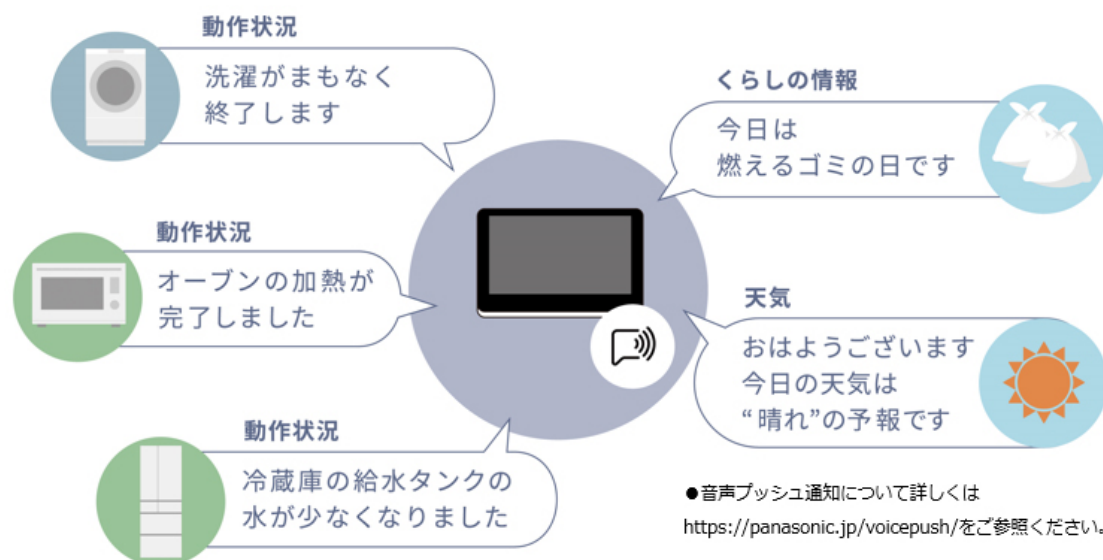 動作状況
洗濯がまもなく
終了します
くらしの情報
今日は
燃えるゴミの日です
動作状況
オーブンの加熱が
完了しました
天気
おはようございます
今日の天気は
“晴れ”の予報です
動作状況
冷蔵庫の給水タンクの
水が少なくなりました
●音声プッシュ通知について詳しくは
https://panasonic.jp/voicepush/をご参照ください。